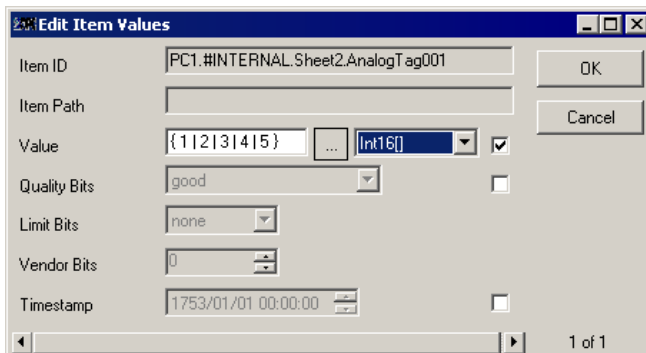 Edit Item Values
Item ID PC1.#INTERNAL.Sheet2.AnalogTag001 OK
Item Path
Cancel
Value {1|2|3|4|5} ... Int16[]
Quality Bits good
Limit Bits none
Vendor Bits 0
Timestamp 1753/01/01 00:00:00
1 of 1